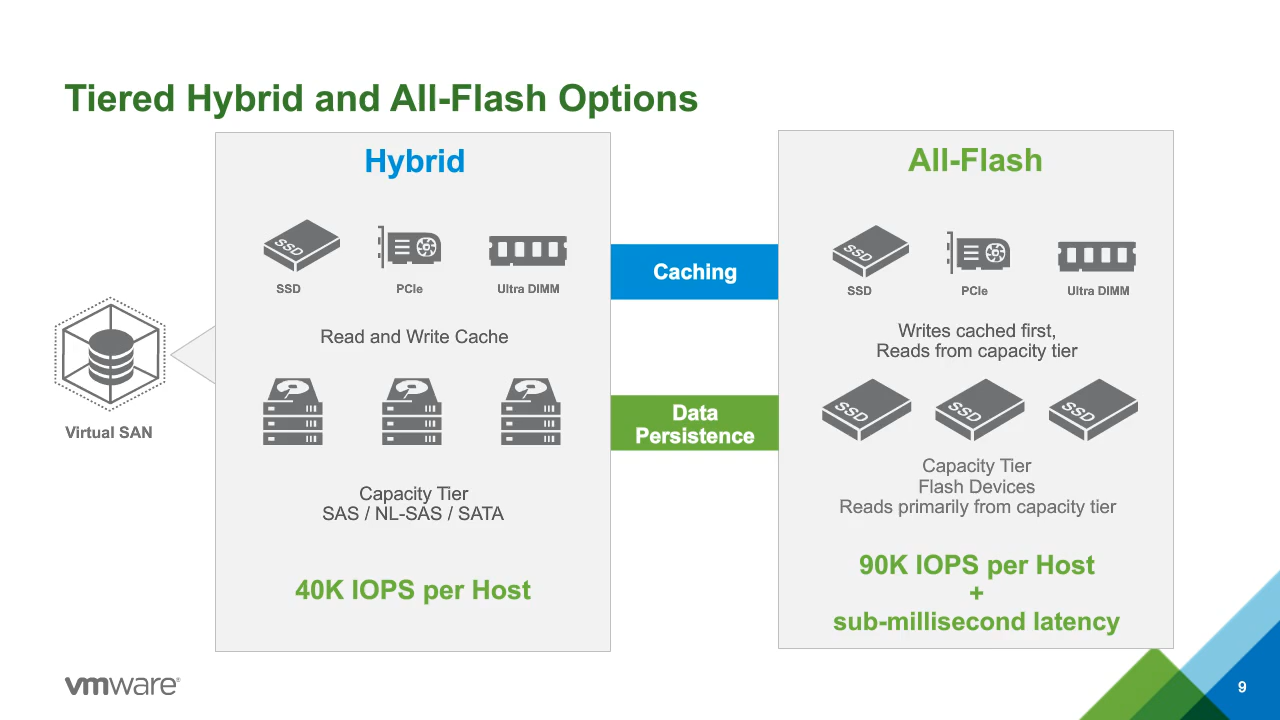 Tiered Hybrid and All-Flash Options
Hybrid
SSD
SSD
PCIe
Ultra DIMM
Read and Write Cache
Capacity Tier
SAS / NL-SAS / SATA
40K IOPS per Host
Virtual SAN
Caching
Data
Persistence
All-Flash
SSD
SSD
PCIe
Ultra DIMM
Writes cached first,
Reads from capacity tier
SSD
SSD
SSD
Capacity Tier
Flash Devices
Reads primarily from capacity tier
90K IOPS per Host
+
sub-millisecond latency
vmware®
9